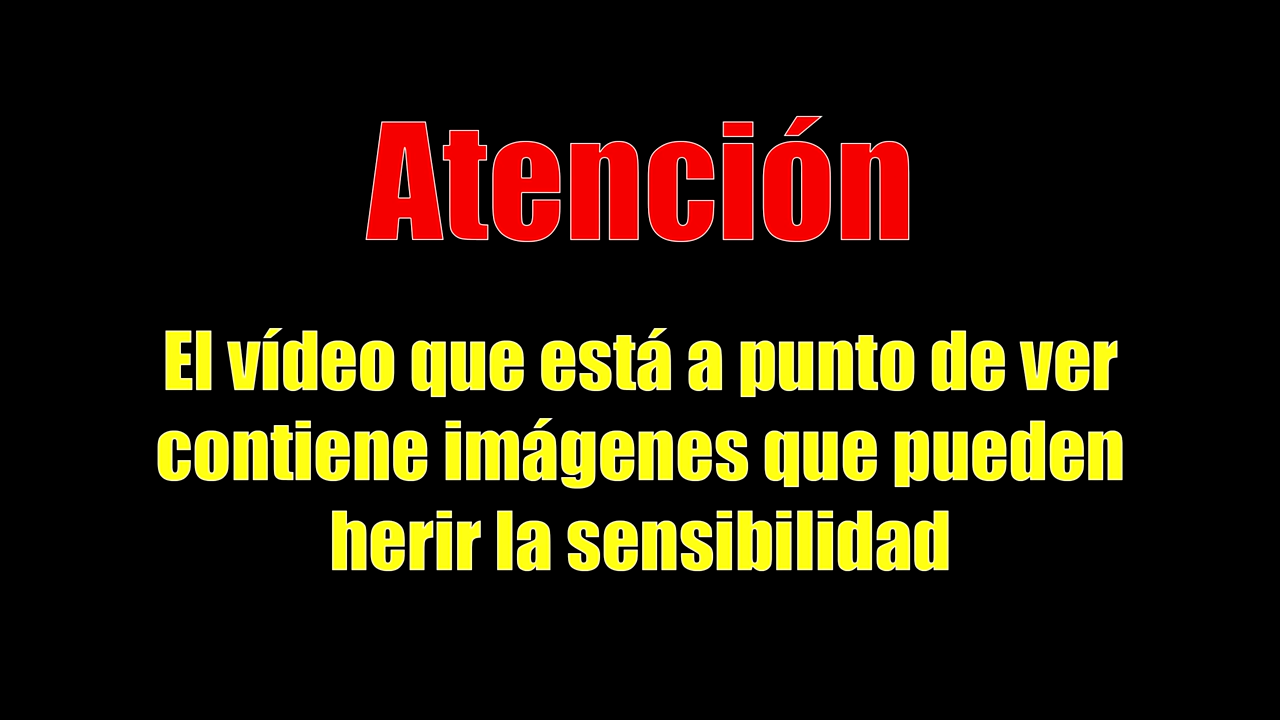 Atención
El vídeo que está a punto de ver
contiene imágenes que pueden
herir la sensibilidad